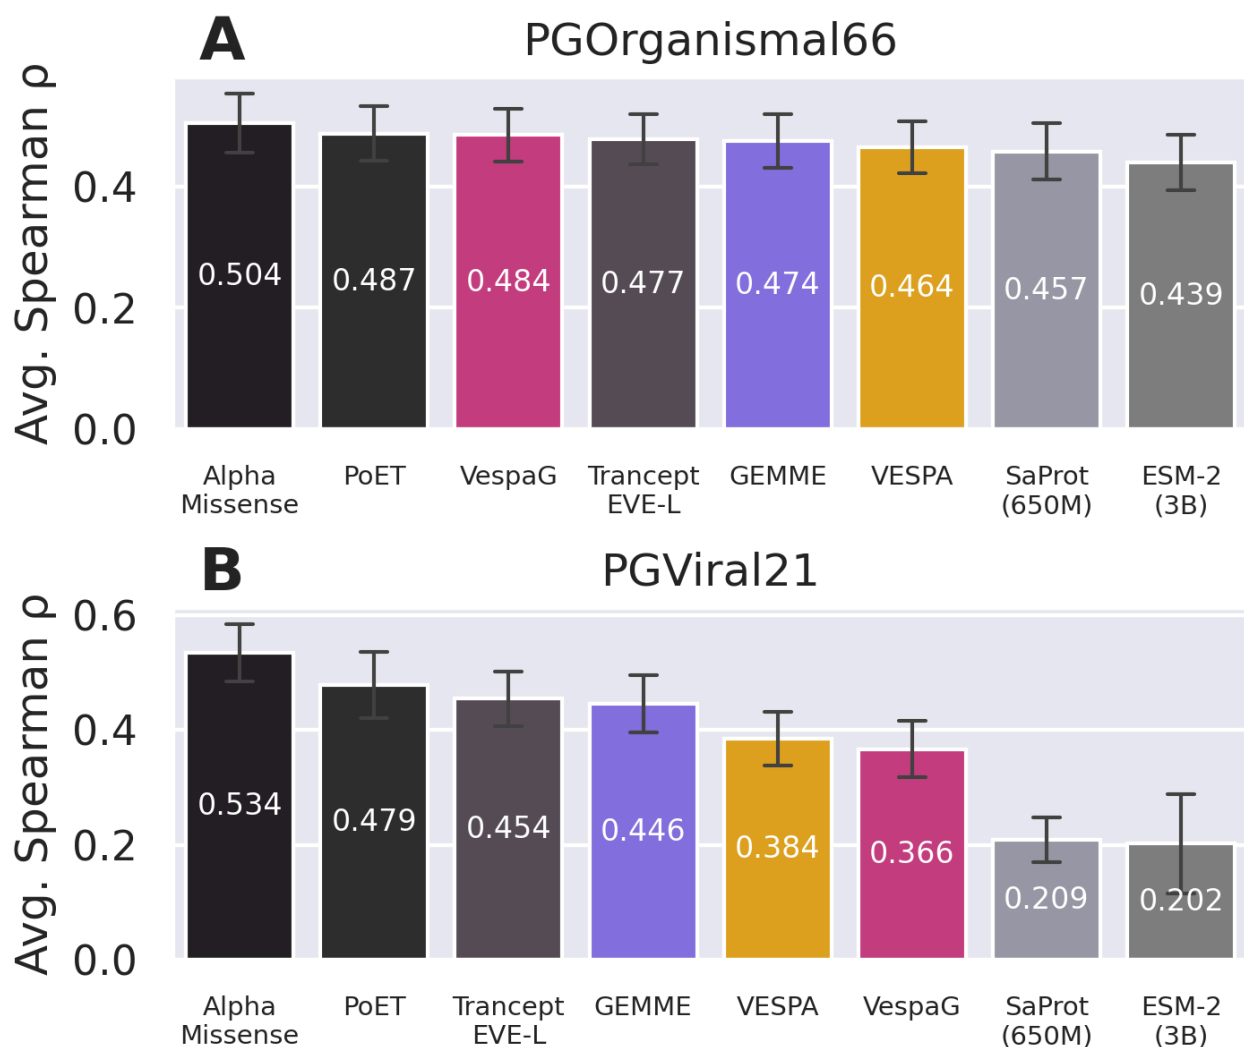 A
PGOrganismal66
Avg. Spearman ρ
0.4
0.2
0.0
0.504
0.487
0.484
0.477
0.474
0.464
0.457
0.439
Alpha
Missense
PoET
VespaG
Trancept
EVE-L
GEMME
VESPA
SaProt
(650M)
ESM-2
(3B)
B
PGViral21
Avg. Spearman ρ
0.6
0.4
0.2
0.0
0.534
0.479
0.454
0.446
0.384
0.366
0.209
0.202
Alpha
Missense
PoET
Trancept
EVE-L
GEMME
VESPA
VespaG
SaProt
(650M)
ESM-2
(3B)